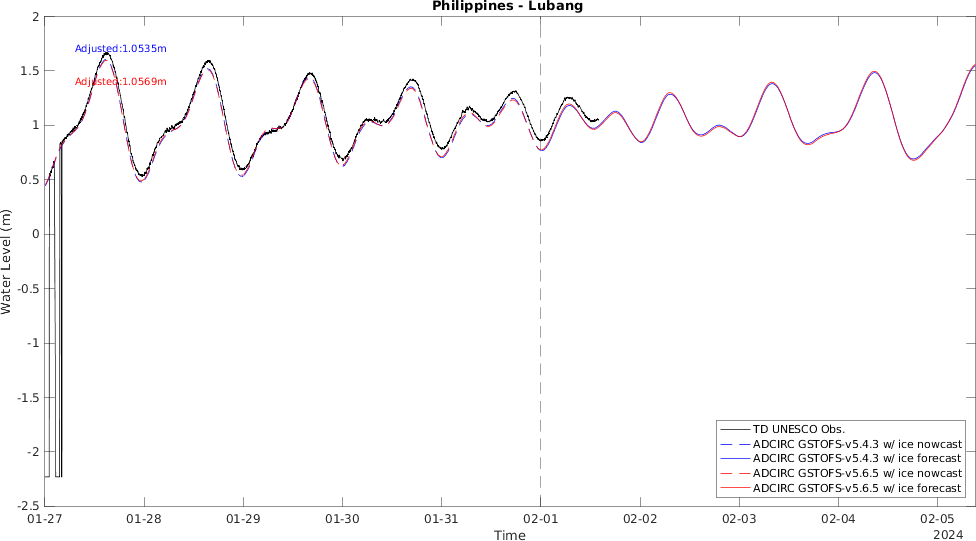 Philippines - Lubang
Adjusted:1.0535m
Adjusted:1.0569m
Water Level (m)
2
1.5
1
0.5
0
-0.5
-1
-1.5
-2
-2.5
TD UNESCO Obs.
ADCIRC GSTOFS-v5.4.3 w/ ice nowcast
ADCIRC GSTOFS-v5.4.3 w/ ice forecast
ADCIRC GSTOFS-v5.6.5 w/ ice nowcast
ADCIRC GSTOFS-v5.6.5 w/ ice forecast
01-27 01-28 01-29 01-30 01-31 02-01 02-02 02-03 02-04 02-05
Time
2024